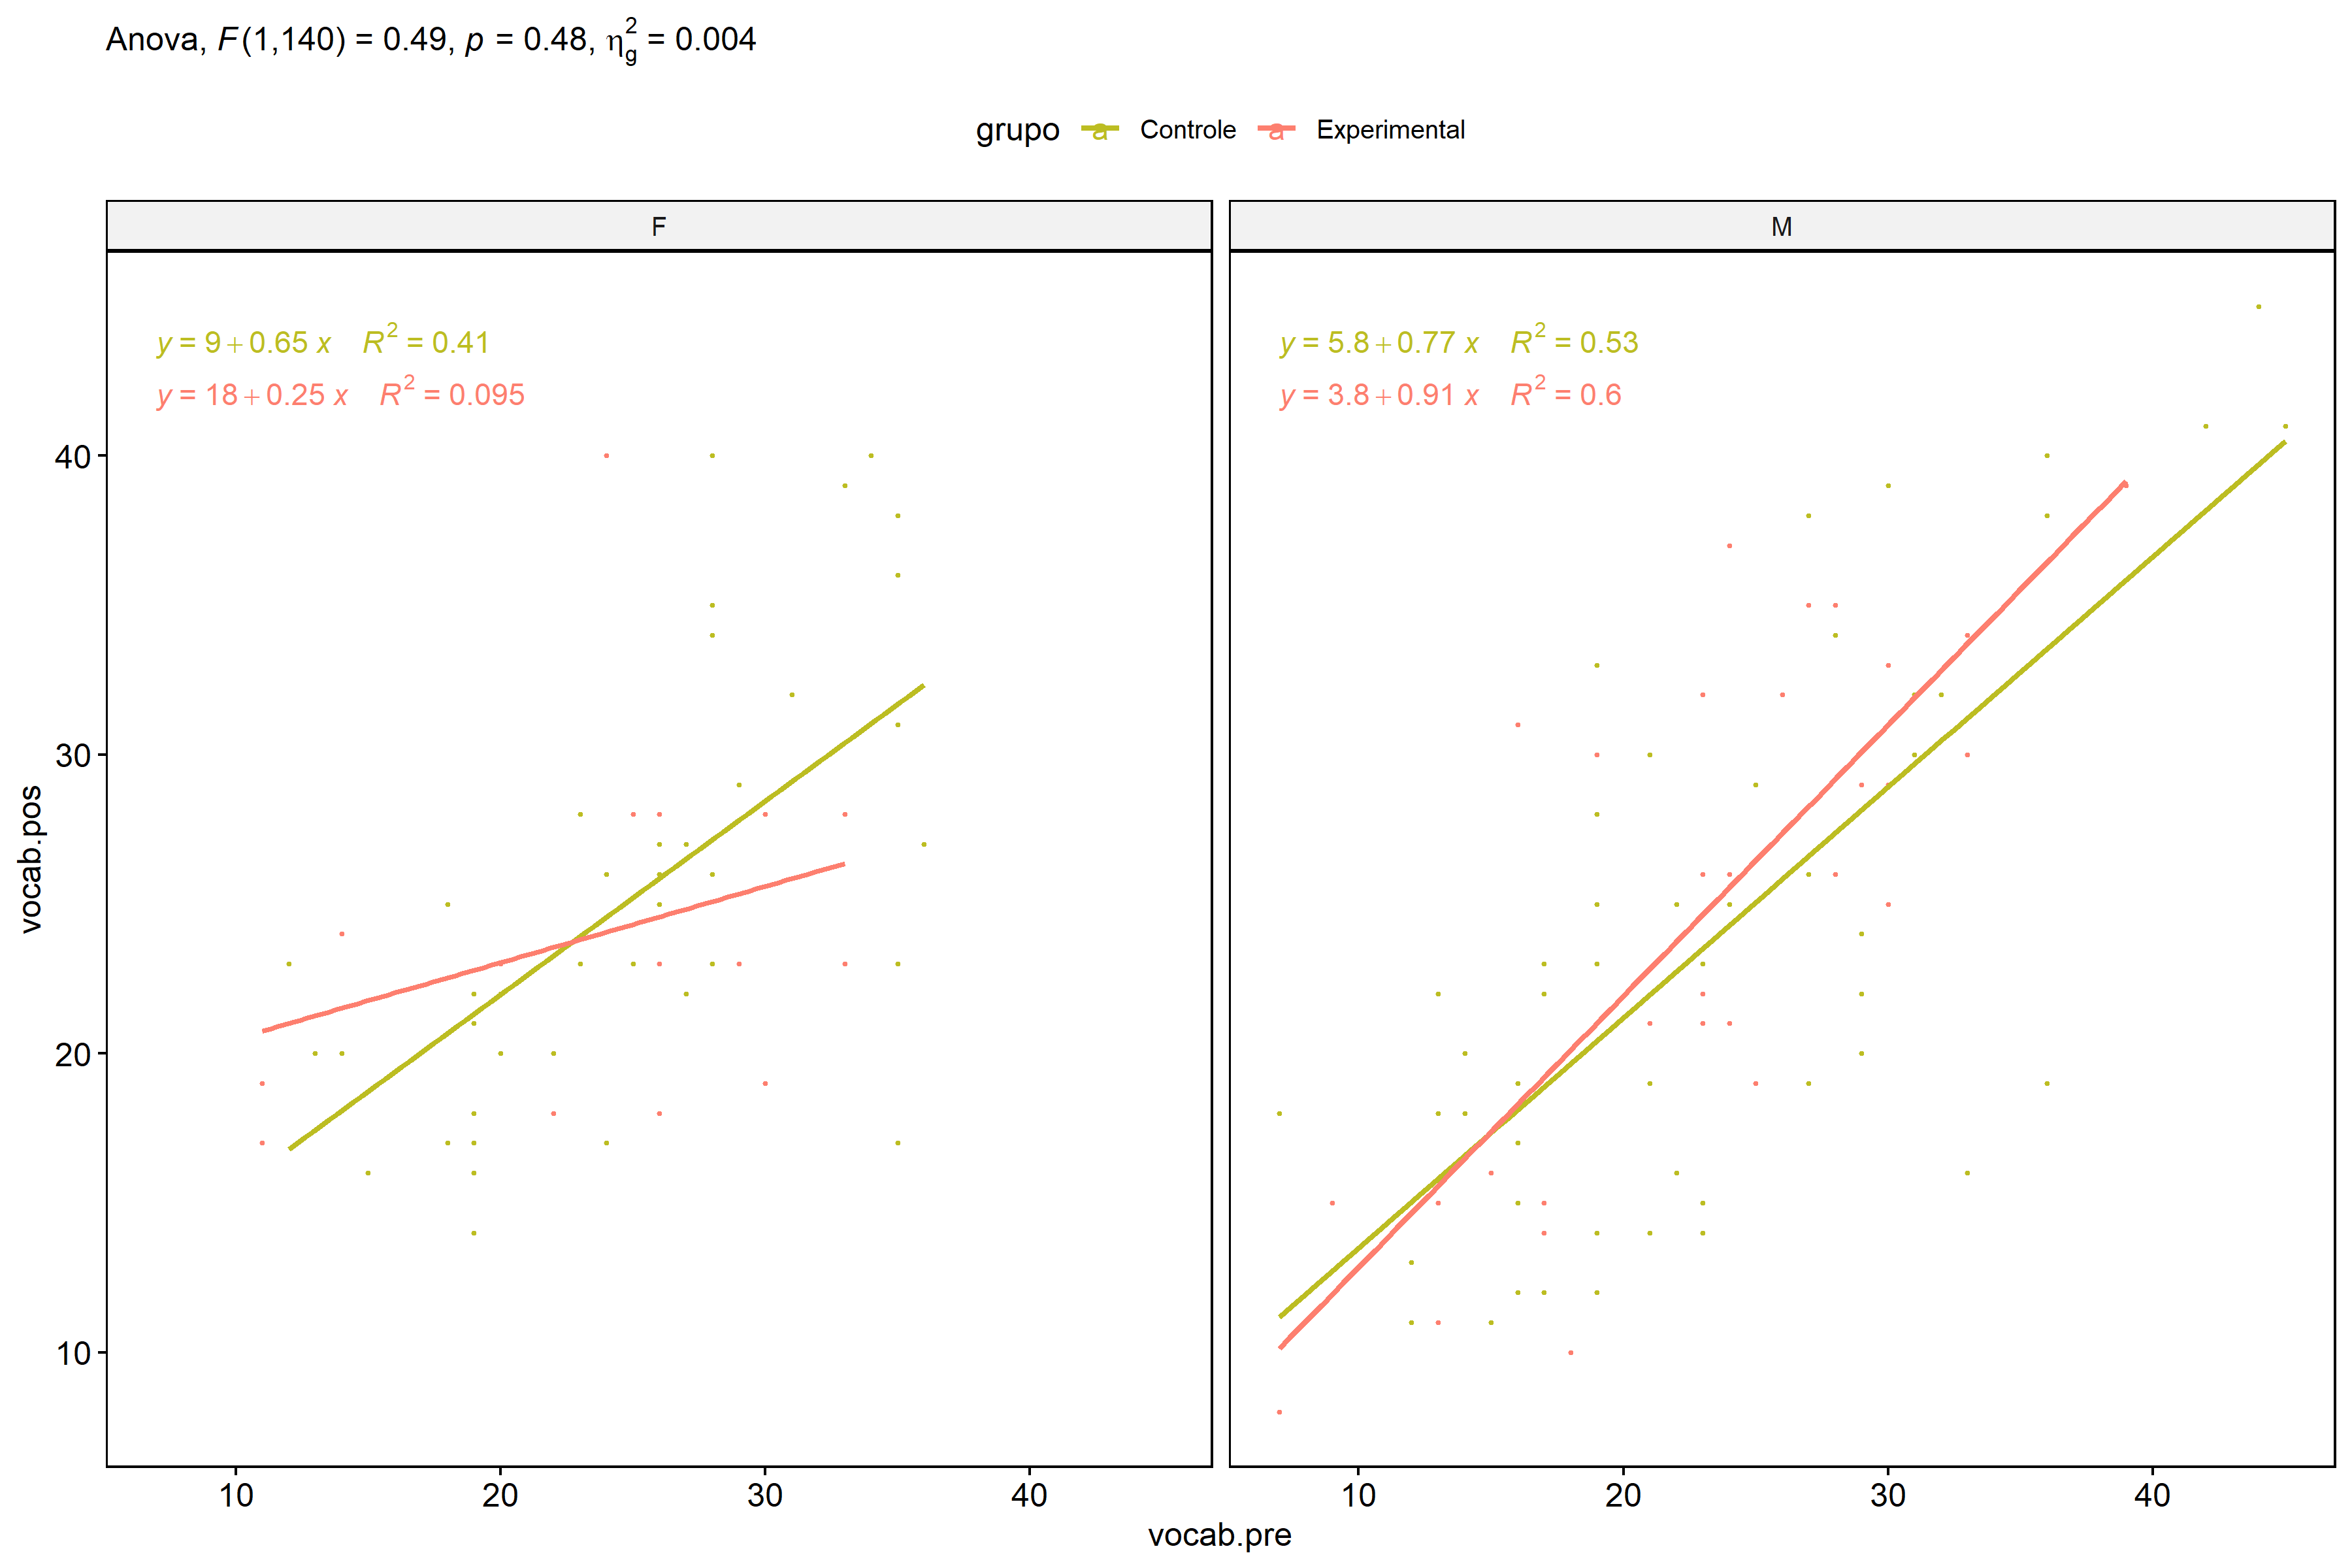 Anova, F(1,140) = 0.49, p = 0.48, η²g = 0.004
grupo a Controle a Experimental
F
M
y = 9 + 0.65 x R² = 0.41
y = 18 + 0.25 x R² = 0.095
y = 5.8 + 0.77 x R² = 0.53
y = 3.8 + 0.91 x R² = 0.6
40
30
20
10
vocab.pos
10 20 30 40
10 20 30 40
vocab.pre